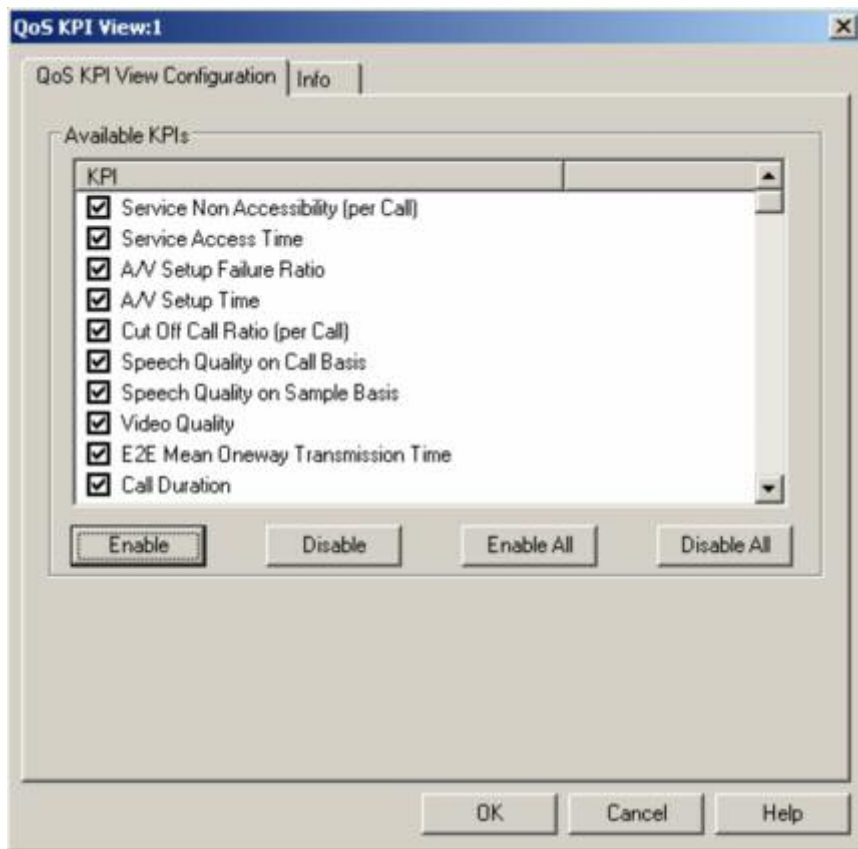 QoS KPI View:1
QoS KPI View Configuration Info
Available KPIs
KPI
Service Non Accessibility (per Call)
Service Access Time
A/V Setup Failure Ratio
A/V Setup Time
Cut Off Call Ratio (per Call)
Speech Quality on Call Basis
Speech Quality on Sample Basis
Video Quality
E2E Mean Oneway Transmission Time
Call Duration
Enable Disable Enable All Disable All
OK Cancel Help